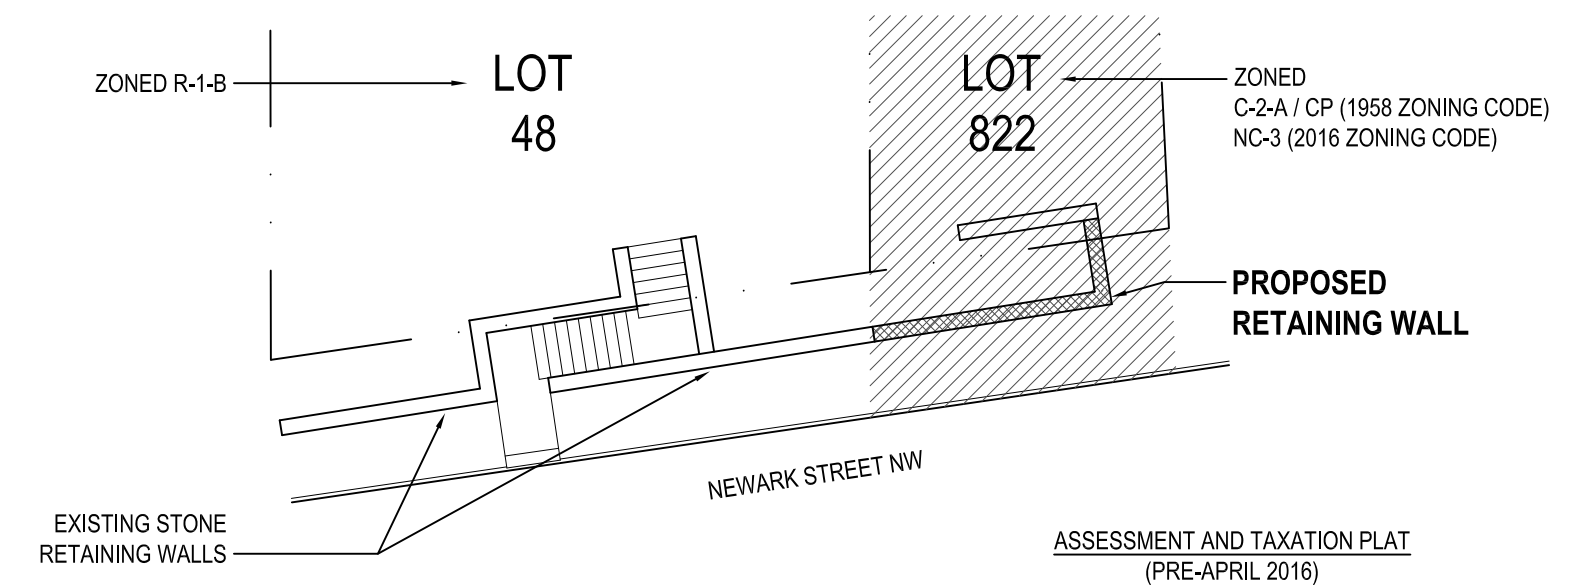 ZONED R-1-B
LOT
48
LOT
822
ZONED
C-2-A / CP (1958 ZONING CODE)
NC-3 (2016 ZONING CODE)
PROPOSED
RETAINING WALL
NEWARK STREET NW
EXISTING STONE
RETAINING WALLS
ASSESSMENT AND TAXATION PLAT
(PRE-APRIL 2016)